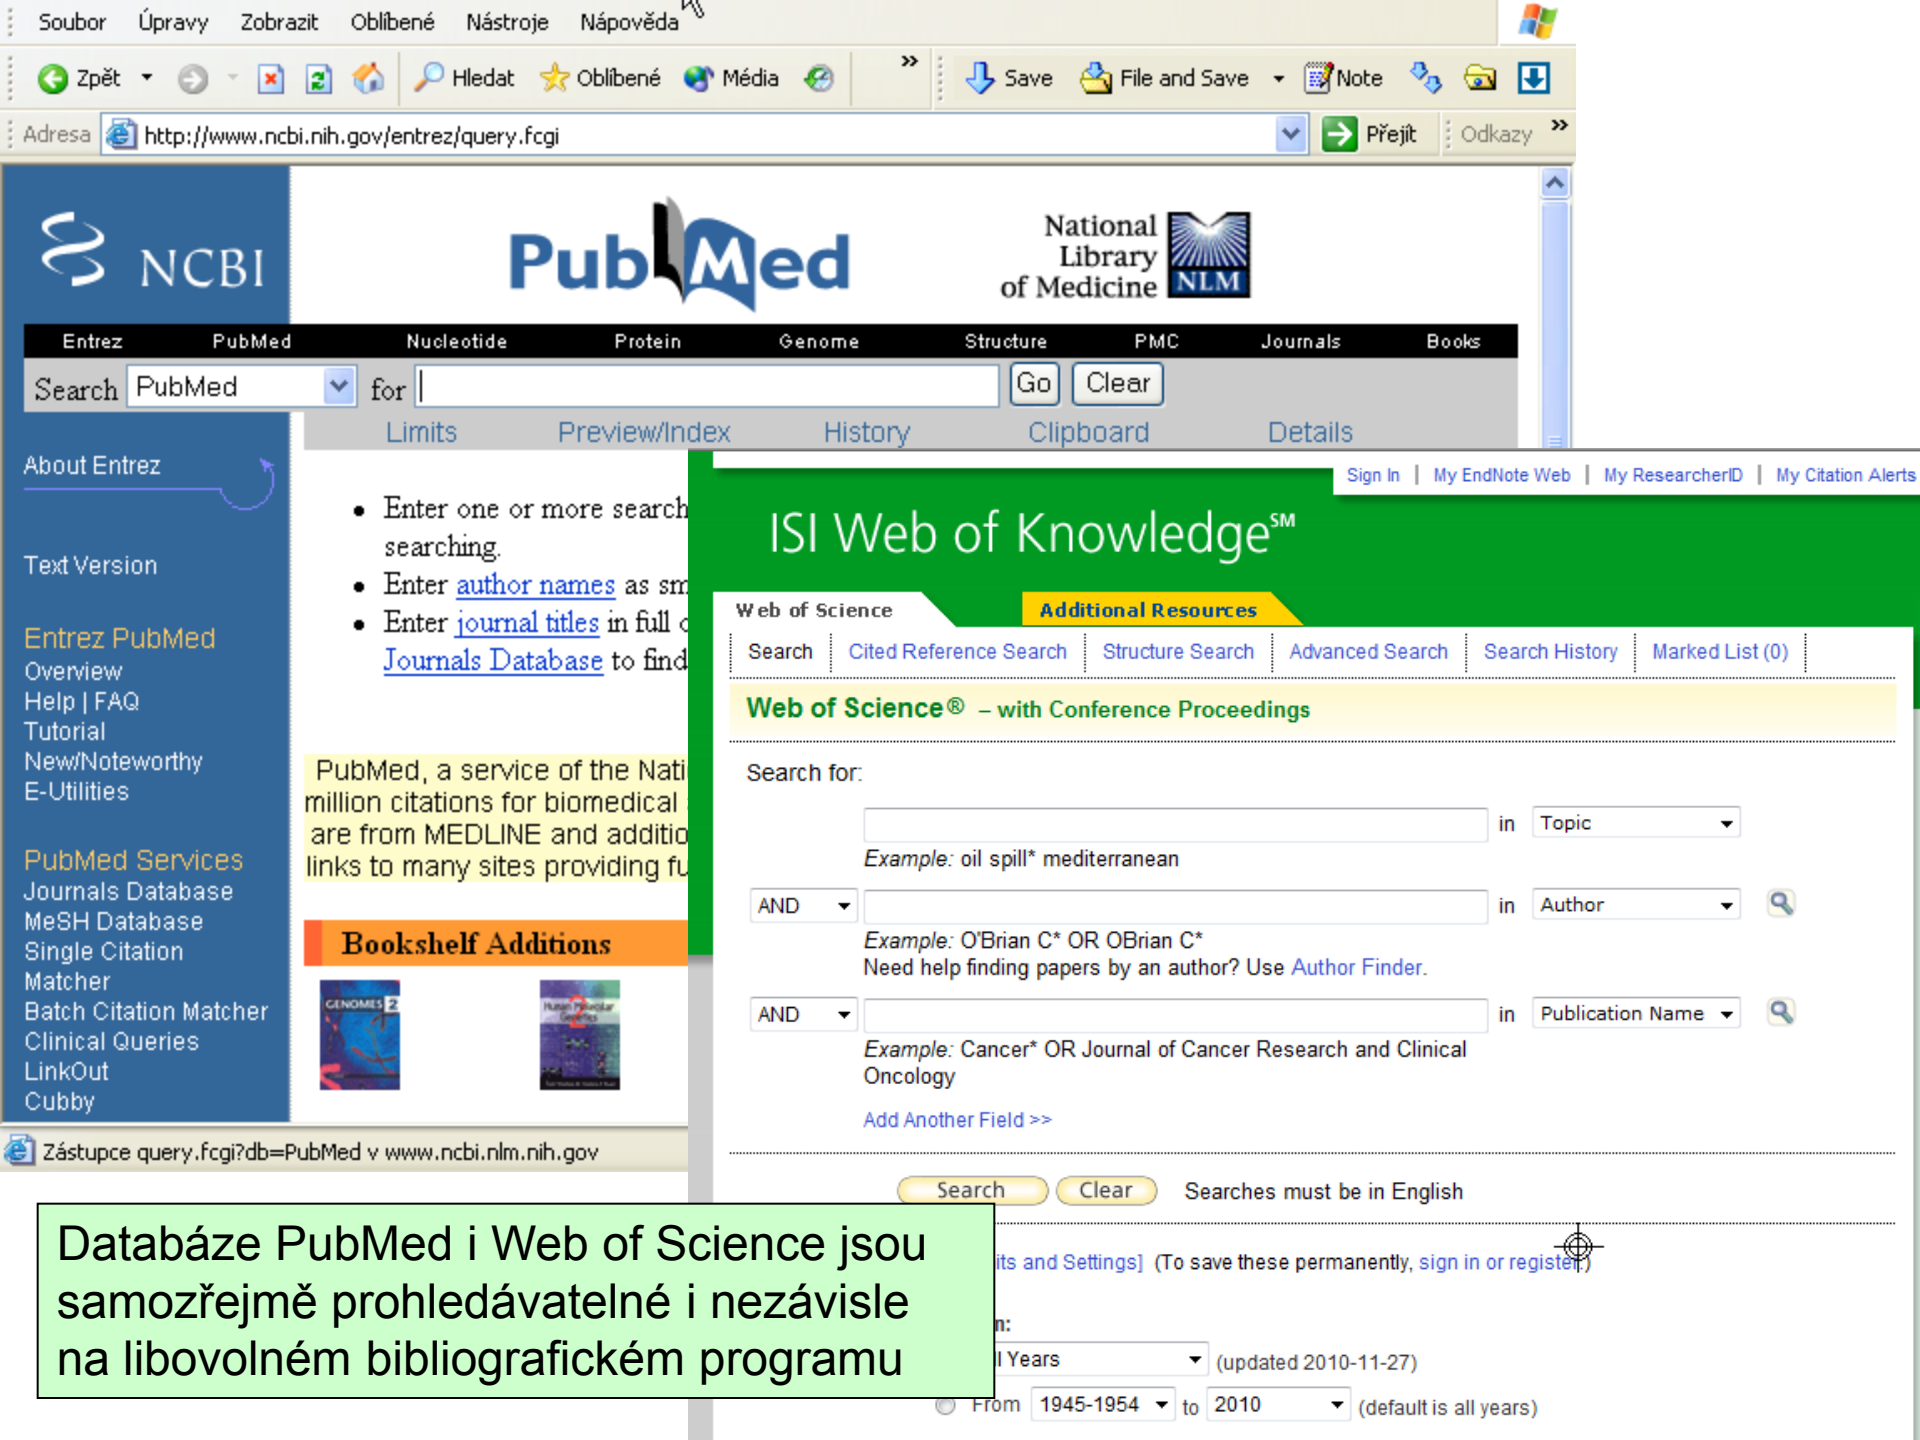 Soubor Úpravy Zobrazit Oblíbené Nástroje Nápověda
Zpět Hledat Oblíbené Média » Save File and Save Note
Adresa http://www.ncbi.nih.gov/entrez/query.fcgi Přejít Odkazy »
NCBI
PubMed
National
Library
of Medicine NLM
Entrez PubMed Nucleotide Protein Genome Structure PMC Journals Books
Search PubMed for Go Clear
Limits Preview/Index History Clipboard Details
About Entrez
Text Version
Entrez PubMed
Overview
Help | FAQ
Tutorial
New/Noteworthy
E-Utilities
PubMed Services
Journals Database
MeSH Database
Single Citation
Matcher
Batch Citation Matcher
Clinical Queries
LinkOut
Cubby
• Enter one or more search
searching.
• Enter author names as sm
• Enter journal titles in full
Journals Database to find
PubMed, a service of the Nati
million citations for biomedical
are from MEDLINE and additio
links to many sites providing fu
Bookshelf Additions
GENOMES 2
Human Molecular
Genetics
2
Zástupce query.fcgi?db=PubMed v www.ncbi.nlm.nih.gov
Sign In | My EndNote Web | My ResearcherID | My Citation Alerts
ISI Web of Knowledge℠
Web of Science Additional Resources
Search Cited Reference Search Structure Search Advanced Search Search History Marked List (0)
Web of Science® – with Conference Proceedings
Search for:
in Topic
Example: oil spill* mediterranean
AND in Author
Example: O'Brian C* OR OBrian C*
Need help finding papers by an author? Use Author Finder.
AND in Publication Name
Example: Cancer* OR Journal of Cancer Research and Clinical
Oncology
Add Another Field >>
Search Clear Searches must be in English
its and Settings] (To save these permanently, sign in or register.)
n:
ll Years (updated 2010-11-27)
From 1945-1954 to 2010 (default is all years)
Databáze PubMed i Web of Science jsou
samozřejmě prohledávatelné i nezávisle
na libovolném bibliografickém programu